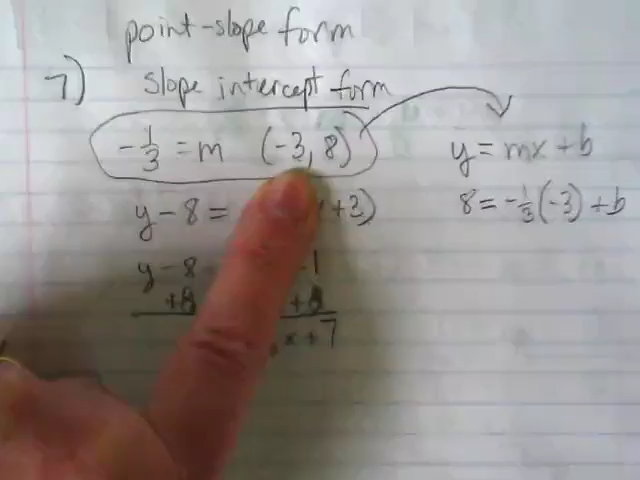 point-slope form
7) slope intercept form
-1/3 = m (-3, 8)
y - 8 = +3)
y - 8 - 1
+8 +8
x + 7
y = mx + b
8 = -1/3(-3) + b